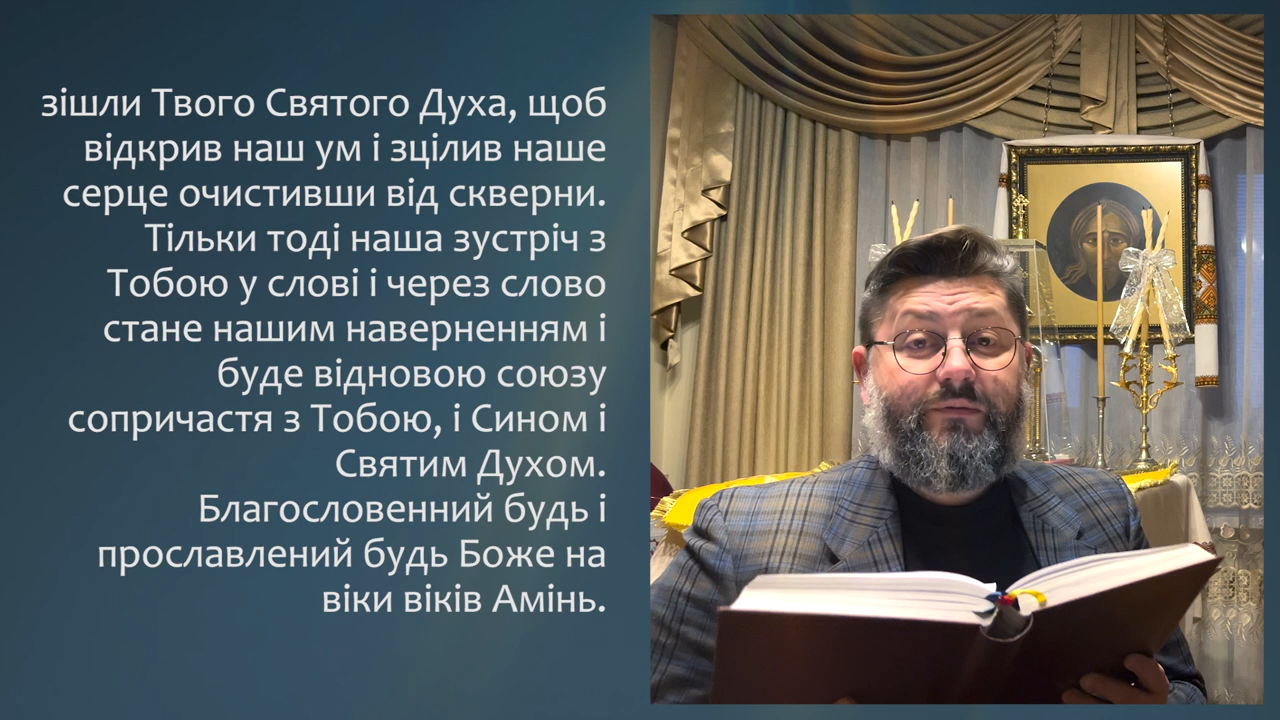 зішли Твого Святого Духа, щоб
відкрив наш ум і зцілив наше
серце очистивши від скверни.
Тільки тоді наша зустріч з
Тобою у слові і через слово
стане нашим наверненням і
буде відновою союзу
сопричастя з Тобою, і Сином і
Святим Духом.
Благословенний будь і
прославлений будь Боже на
віки віків Амінь.